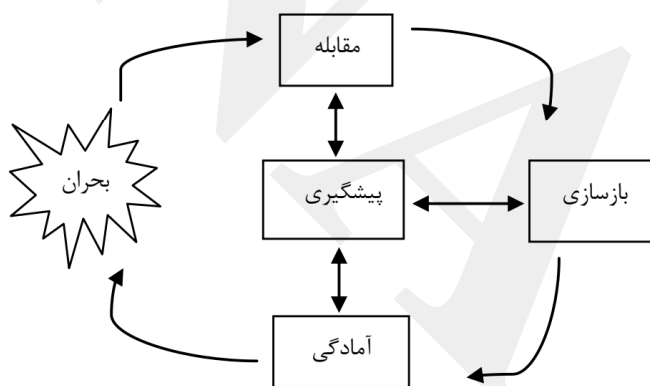 مقابله
بحران
پیشگیری
بازسازی
آمادگی